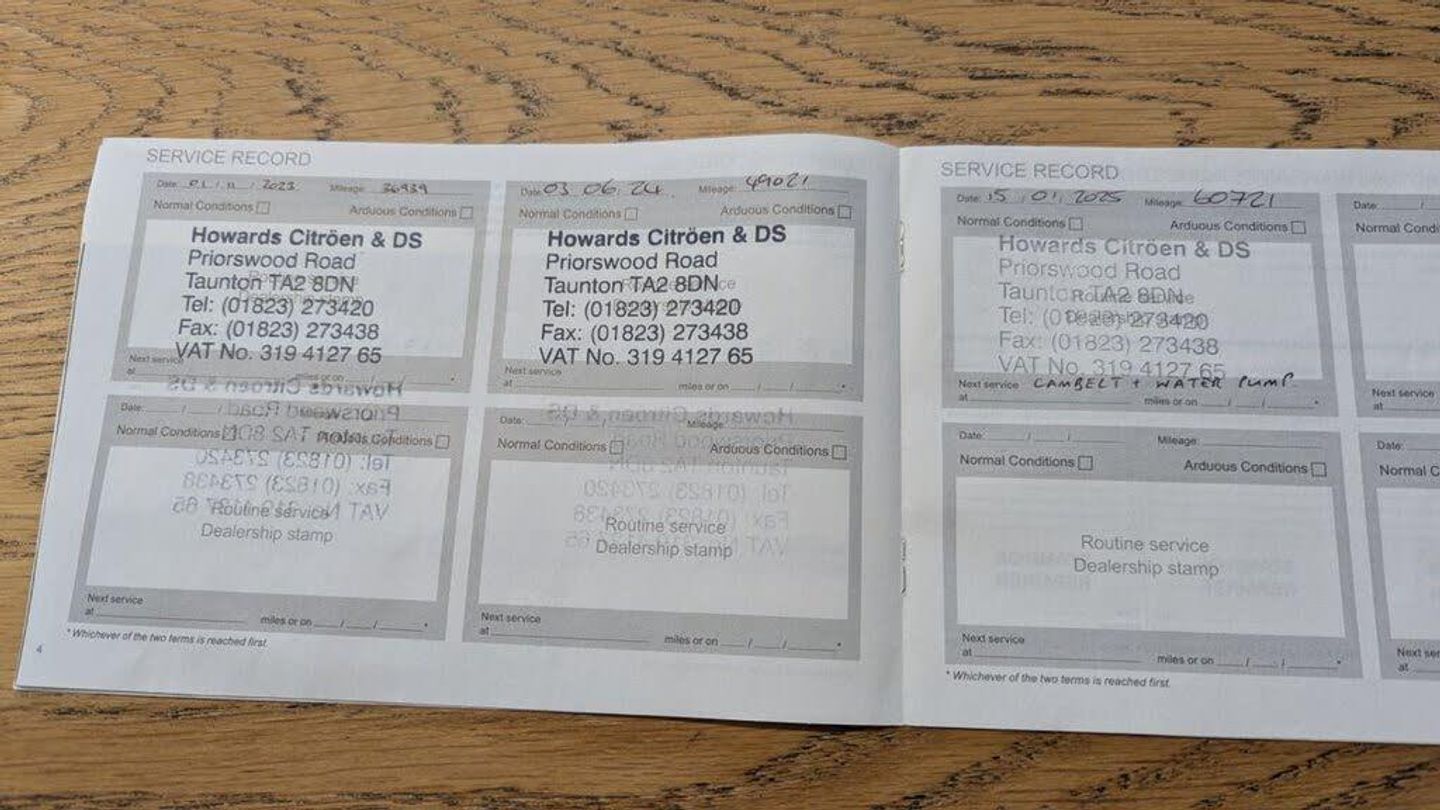 SERVICE RECORD
Date: 01 / 11 / 2023 Mileage: 36939
Normal Conditions Arduous Conditions
Howards Citröen & DS
Priorswood Road
Taunton TA2 8DN
Tel: (01823) 273420
Fax: (01823) 273438
VAT No. 319 4127 65
Next service
at miles or on / / *
Date: 03 . 06 . 24 . Mileage: 49021
Normal Conditions Arduous Conditions
Howards Citröen & DS
Priorswood Road
Taunton TA2 8DN
Tel: (01823) 273420
Fax: (01823) 273438
VAT No. 319 4127 65
Next service
at miles or on / / *
Date: / / 
Normal Conditions Arduous Conditions
Routine service
Dealership stamp
Next service
at miles or on / / *
Date: / / Mileage:
Normal Conditions Arduous Conditions
Routine service
Dealership stamp
Next service
at miles or on / / *
* Whichever of the two terms is reached first.
4
SERVICE RECORD
Date: 15 / 01 / 2025 Mileage: 60721
Normal Conditions Arduous Conditions
Howards Citröen & DS
Priorswood Road
Taunton TA2 8DN
Tel: (01823) 273420
Fax: (01823) 273438
VAT No. 319 4127 65
Next service CAMBELT + WATER PUMP
at miles or on / / *
Date: /
Normal Condi
Next service
at
Date: / / Mileage:
Normal Conditions Arduous Conditions
Routine service
Dealership stamp
Next service
at miles or on / / *
Date:
Normal C
Next ser
at
* Whichever of the two terms is reached first.